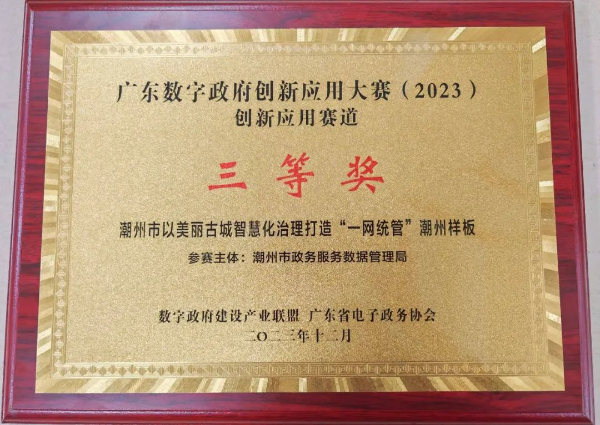 广东数字政府创新应用大赛（2023）
创新应用赛道
三等奖
潮州市以美丽古城智慧化治理打造“一网统管”潮州样板
参赛主体：潮州市政务服务数据管理局
数字政府建设产业联盟 广东省电子政务协会
二〇二三年十二月